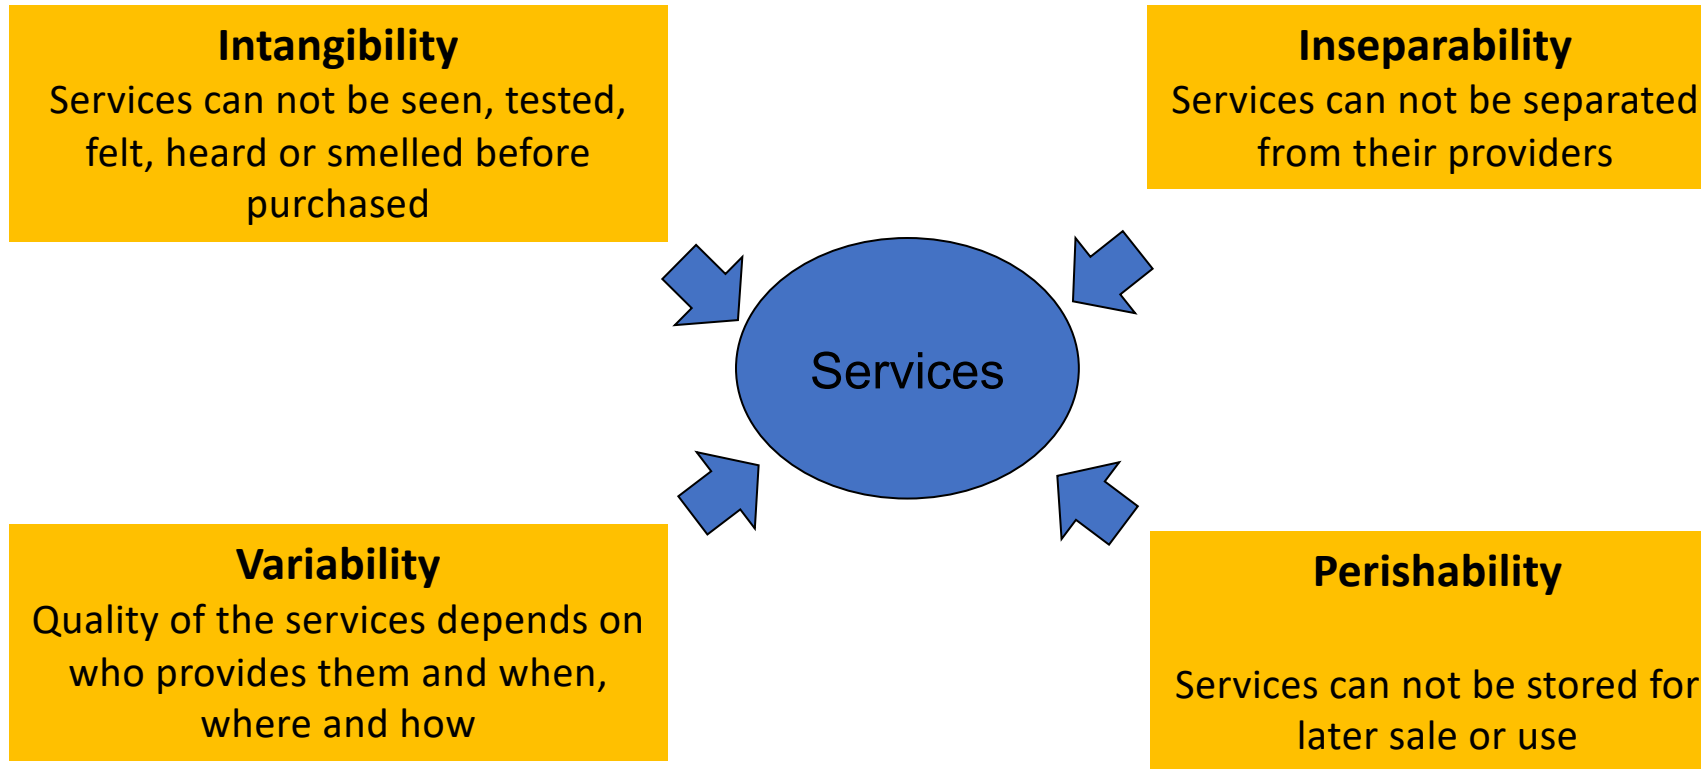 Intangibility
Services can not be seen, tested,
felt, heard or smelled before
purchased
Inseparability
Services can not be separated
from their providers
Services
Variability
Quality of the services depends on
who provides them and when,
where and how
Perishability
Services can not be stored for
later sale or use